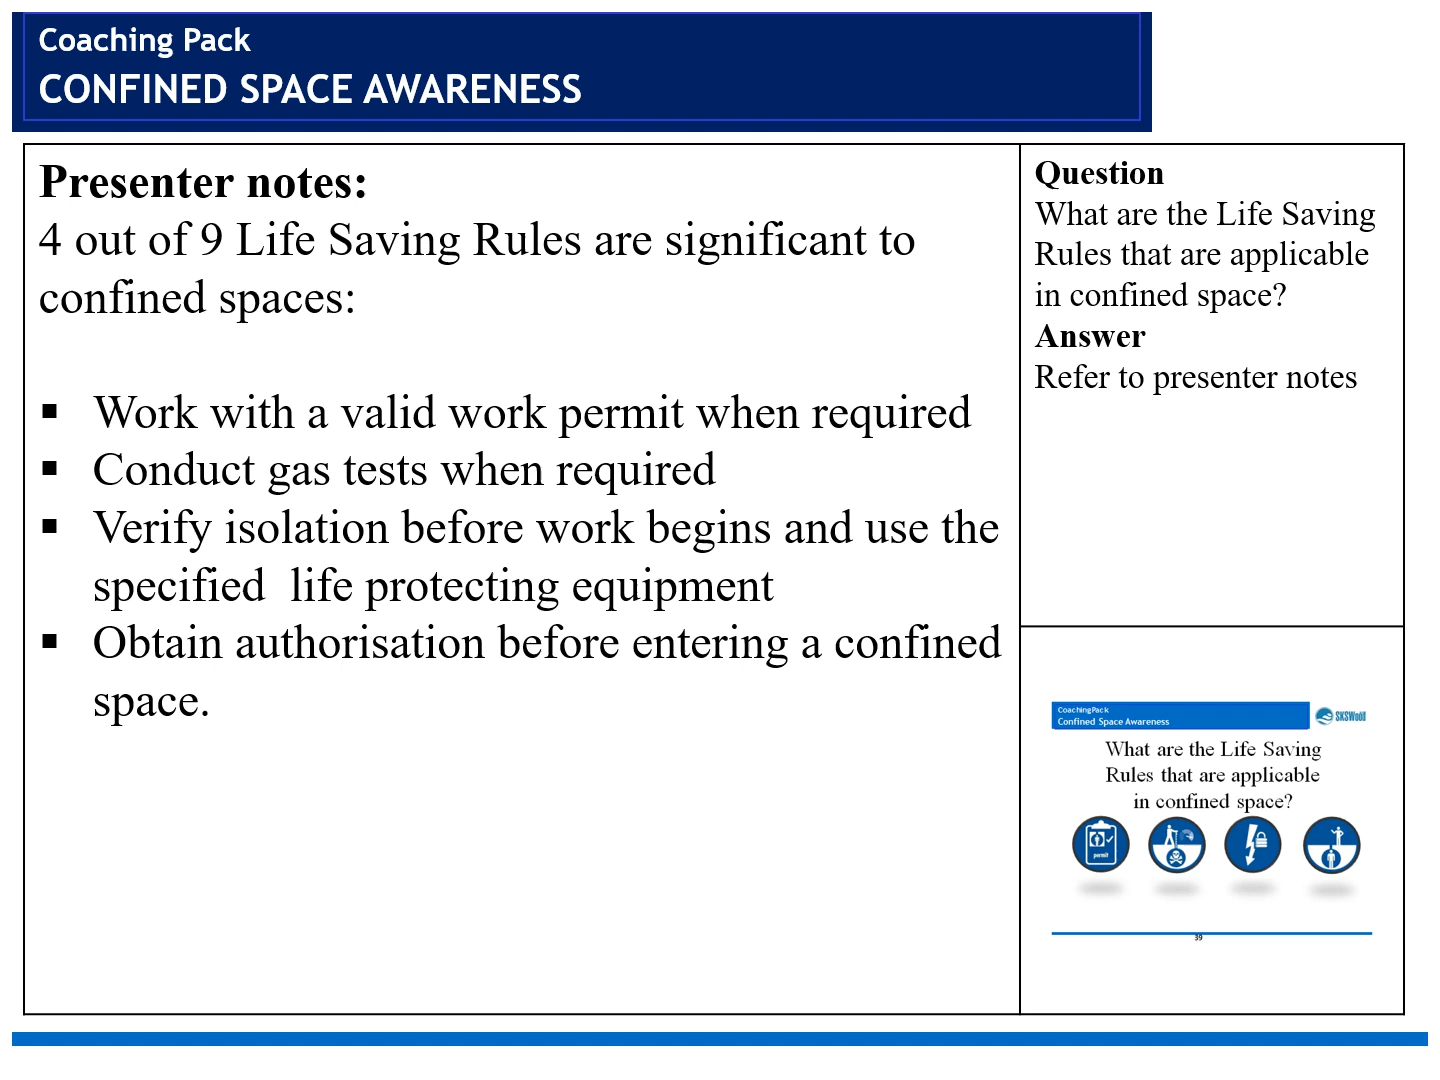 Coaching Pack
CONFINED SPACE AWARENESS
Presenter notes:
4 out of 9 Life Saving Rules are significant to
confined spaces:
▪ Work with a valid work permit when required
▪ Conduct gas tests when required
▪ Verify isolation before work begins and use the
specified  life protecting equipment
▪ Obtain authorisation before entering a confined
space.
Question
What are the Life Saving
Rules that are applicable
in confined space?
Answer
Refer to presenter notes
CoachingPack
Confined Space Awareness
SKSWood
What are the Life Saving
Rules that are applicable
in confined space?
permit
39